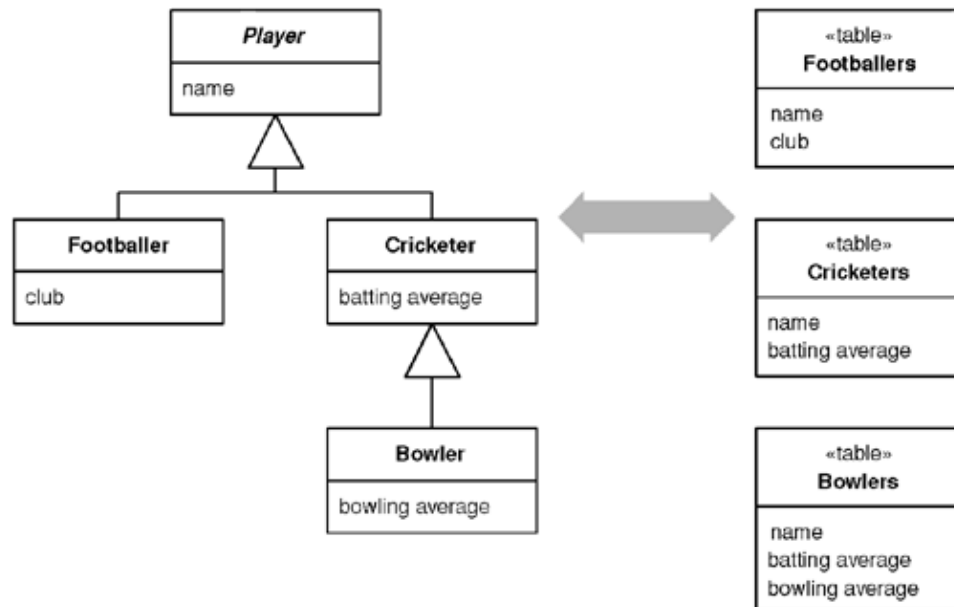 Player
name
Footballer
club
Cricketer
batting average
Bowler
bowling average
«table»
Footballers
name
club
«table»
Cricketers
name
batting average
«table»
Bowlers
name
batting average
bowling average